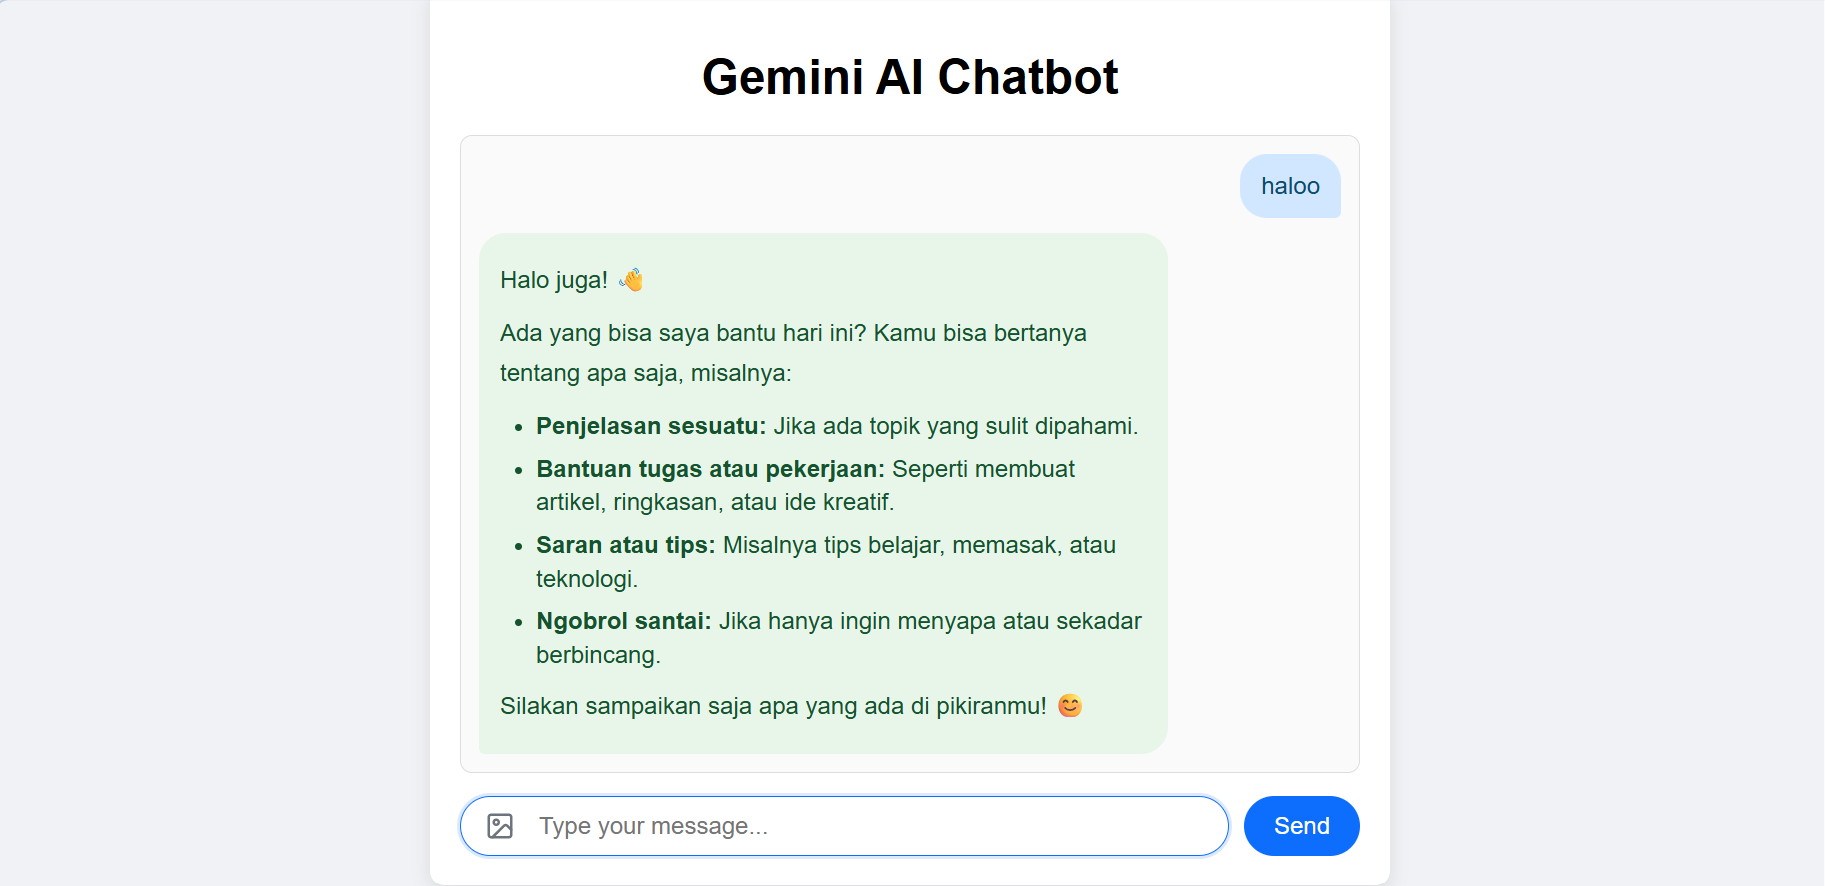 Gemini AI Chatbot
haloo
Halo juga! 👋
Ada yang bisa saya bantu hari ini? Kamu bisa bertanya
tentang apa saja, misalnya:
• Penjelasan sesuatu: Jika ada topik yang sulit dipahami.
• Bantuan tugas atau pekerjaan: Seperti membuat
artikel, ringkasan, atau ide kreatif.
• Saran atau tips: Misalnya tips belajar, memasak, atau
teknologi.
• Ngobrol santai: Jika hanya ingin menyapa atau sekadar
berbincang.
Silakan sampaikan saja apa yang ada di pikiranmu! 😊
Type your message...
Send